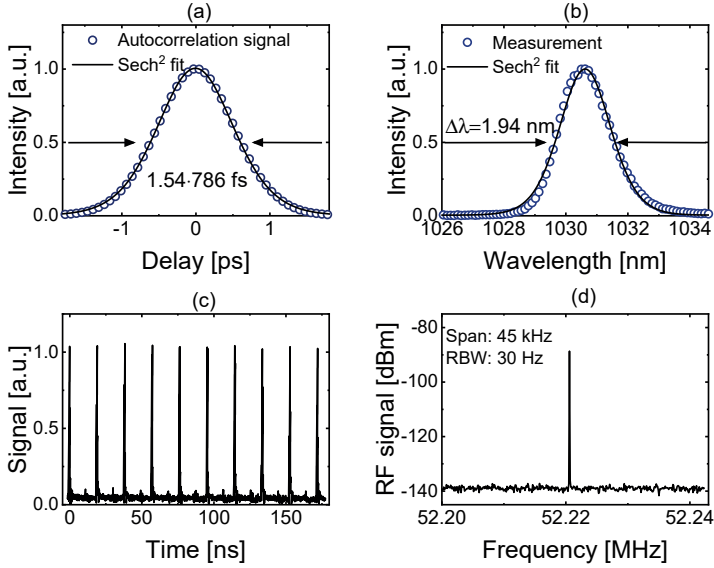 (a)
Autocorrelation signal
Sech² fit
1.0
0.5
0.0
Intensity [a.u.]
1.54·786 fs
-1 0 1
Delay [ps]
(b)
Measurement
Sech² fit
1.0
0.5
0.0
Intensity [a.u.]
Δλ=1.94 nm
1026 1028 1030 1032 1034
Wavelength [nm]
(c)
1.0
0.5
0.0
Signal [a.u.]
0 50 100 150
Time [ns]
(d)
Span: 45 kHz
RBW: 30 Hz
-80
-100
-120
-140
RF signal [dBm]
52.20 52.22 52.24
Frequency [MHz]